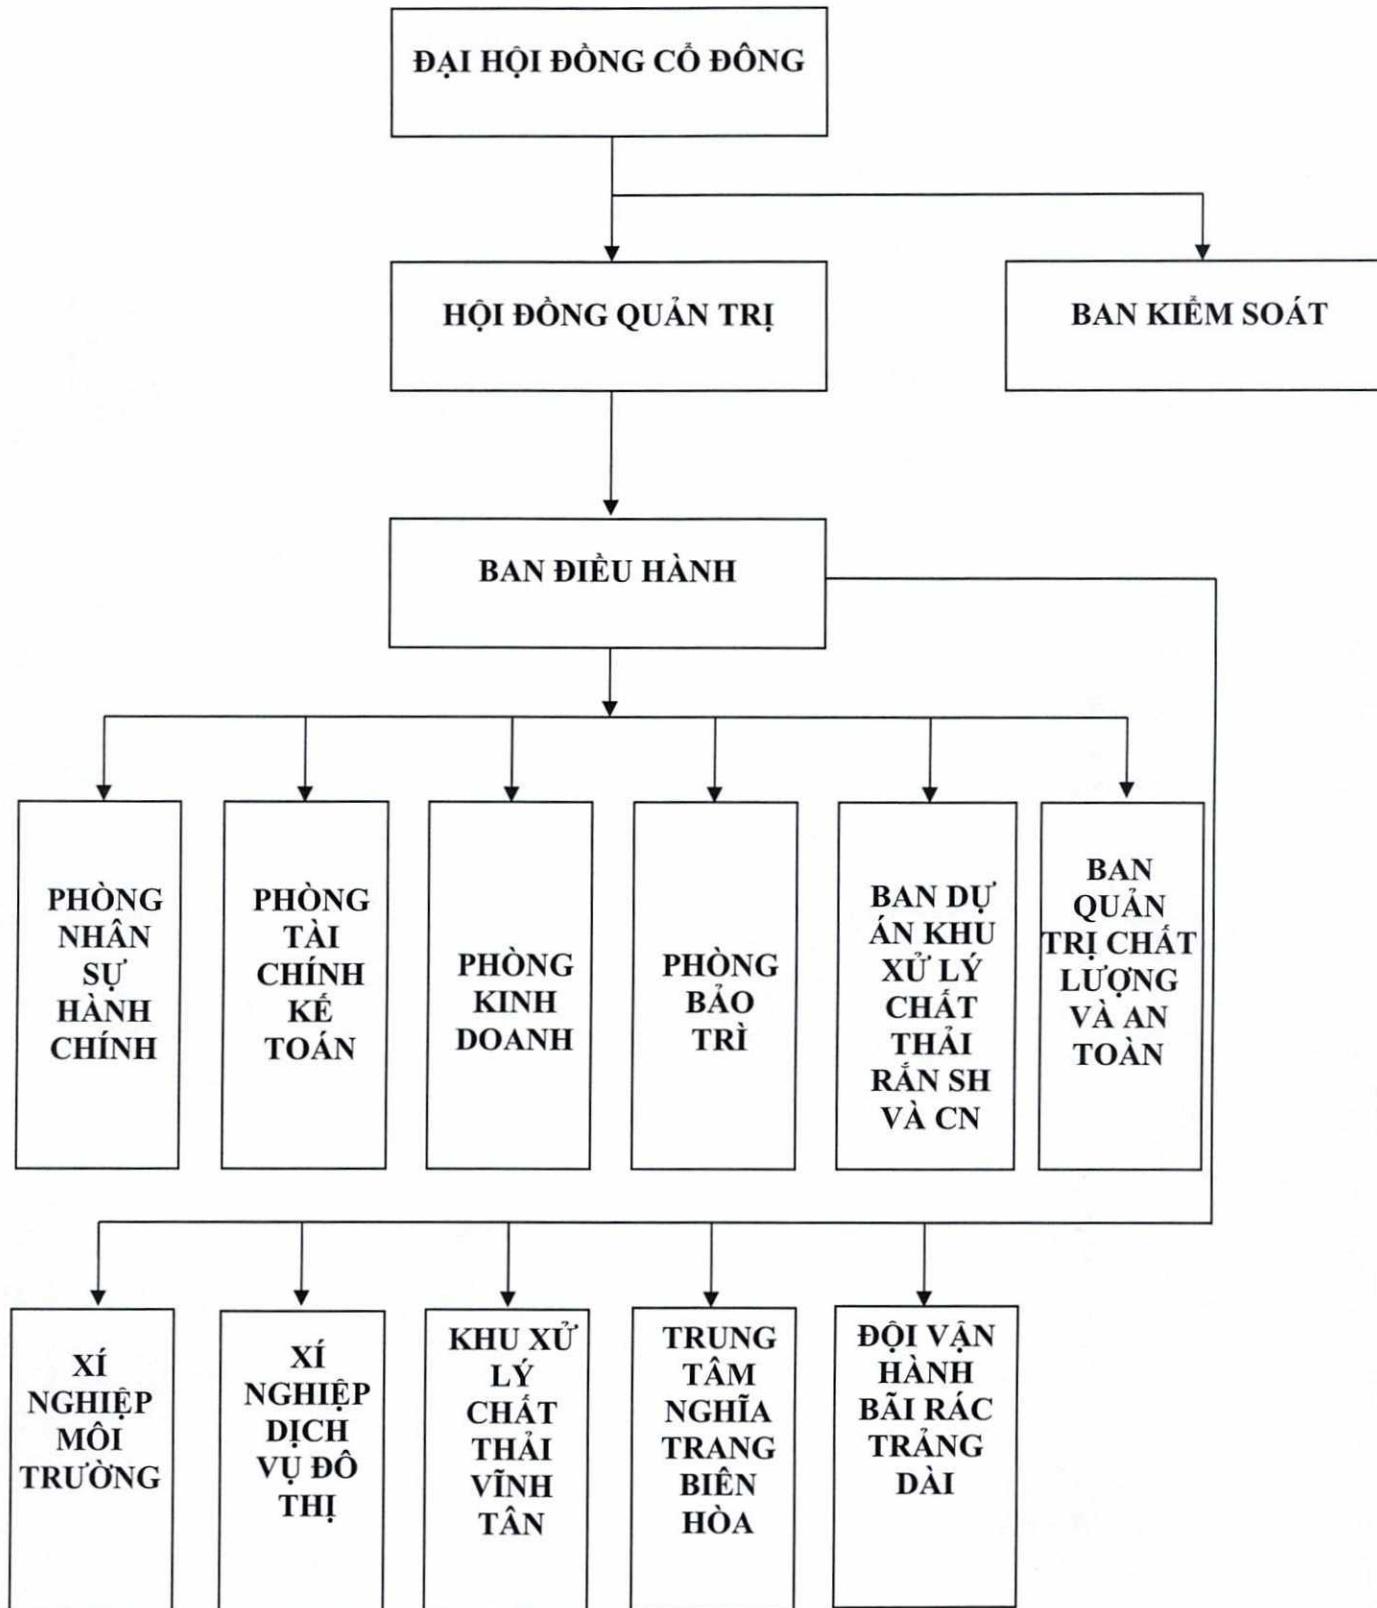 ĐẠI HỘI ĐỒNG CỔ ĐÔNG
HỘI ĐỒNG QUẢN TRỊ
BAN KIỂM SOÁT
BAN ĐIỀU HÀNH
PHÒNG
NHÂN
SỰ
HÀNH
CHÍNH
PHÒNG
TÀI
CHÍNH
KẾ
TOÁN
PHÒNG
KINH
DOANH
PHÒNG
BẢO
TRÌ
BAN DỰ
ÁN KHU
XỬ LÝ
CHẤT
THẢI
RẮN SH
VÀ CN
BAN
QUẢN
TRỊ CHẤT
LƯỢNG
VÀ AN
TOÀN
XÍ
NGHIỆP
MÔI
TRƯỜNG
XÍ
NGHIỆP
DỊCH
VỤ ĐÔ
THỊ
KHU XỬ
LÝ
CHẤT
THẢI
VĨNH
TÂN
TRUNG
TÂM
NGHĨA
TRANG
BIÊN
HÒA
ĐỘI VẬN
HÀNH
BÃI RÁC
TRẢNG
DÀI